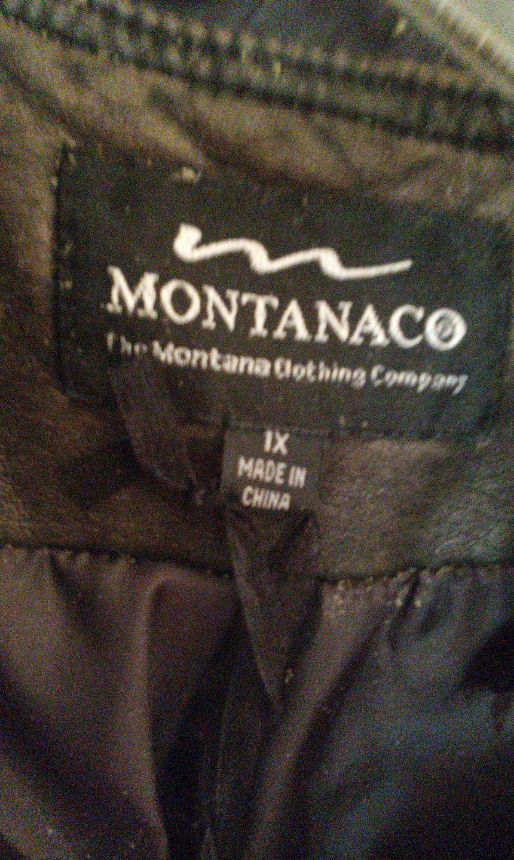 MONTANACO
The Montana Clothing Company
1X
MADE IN
CHINA